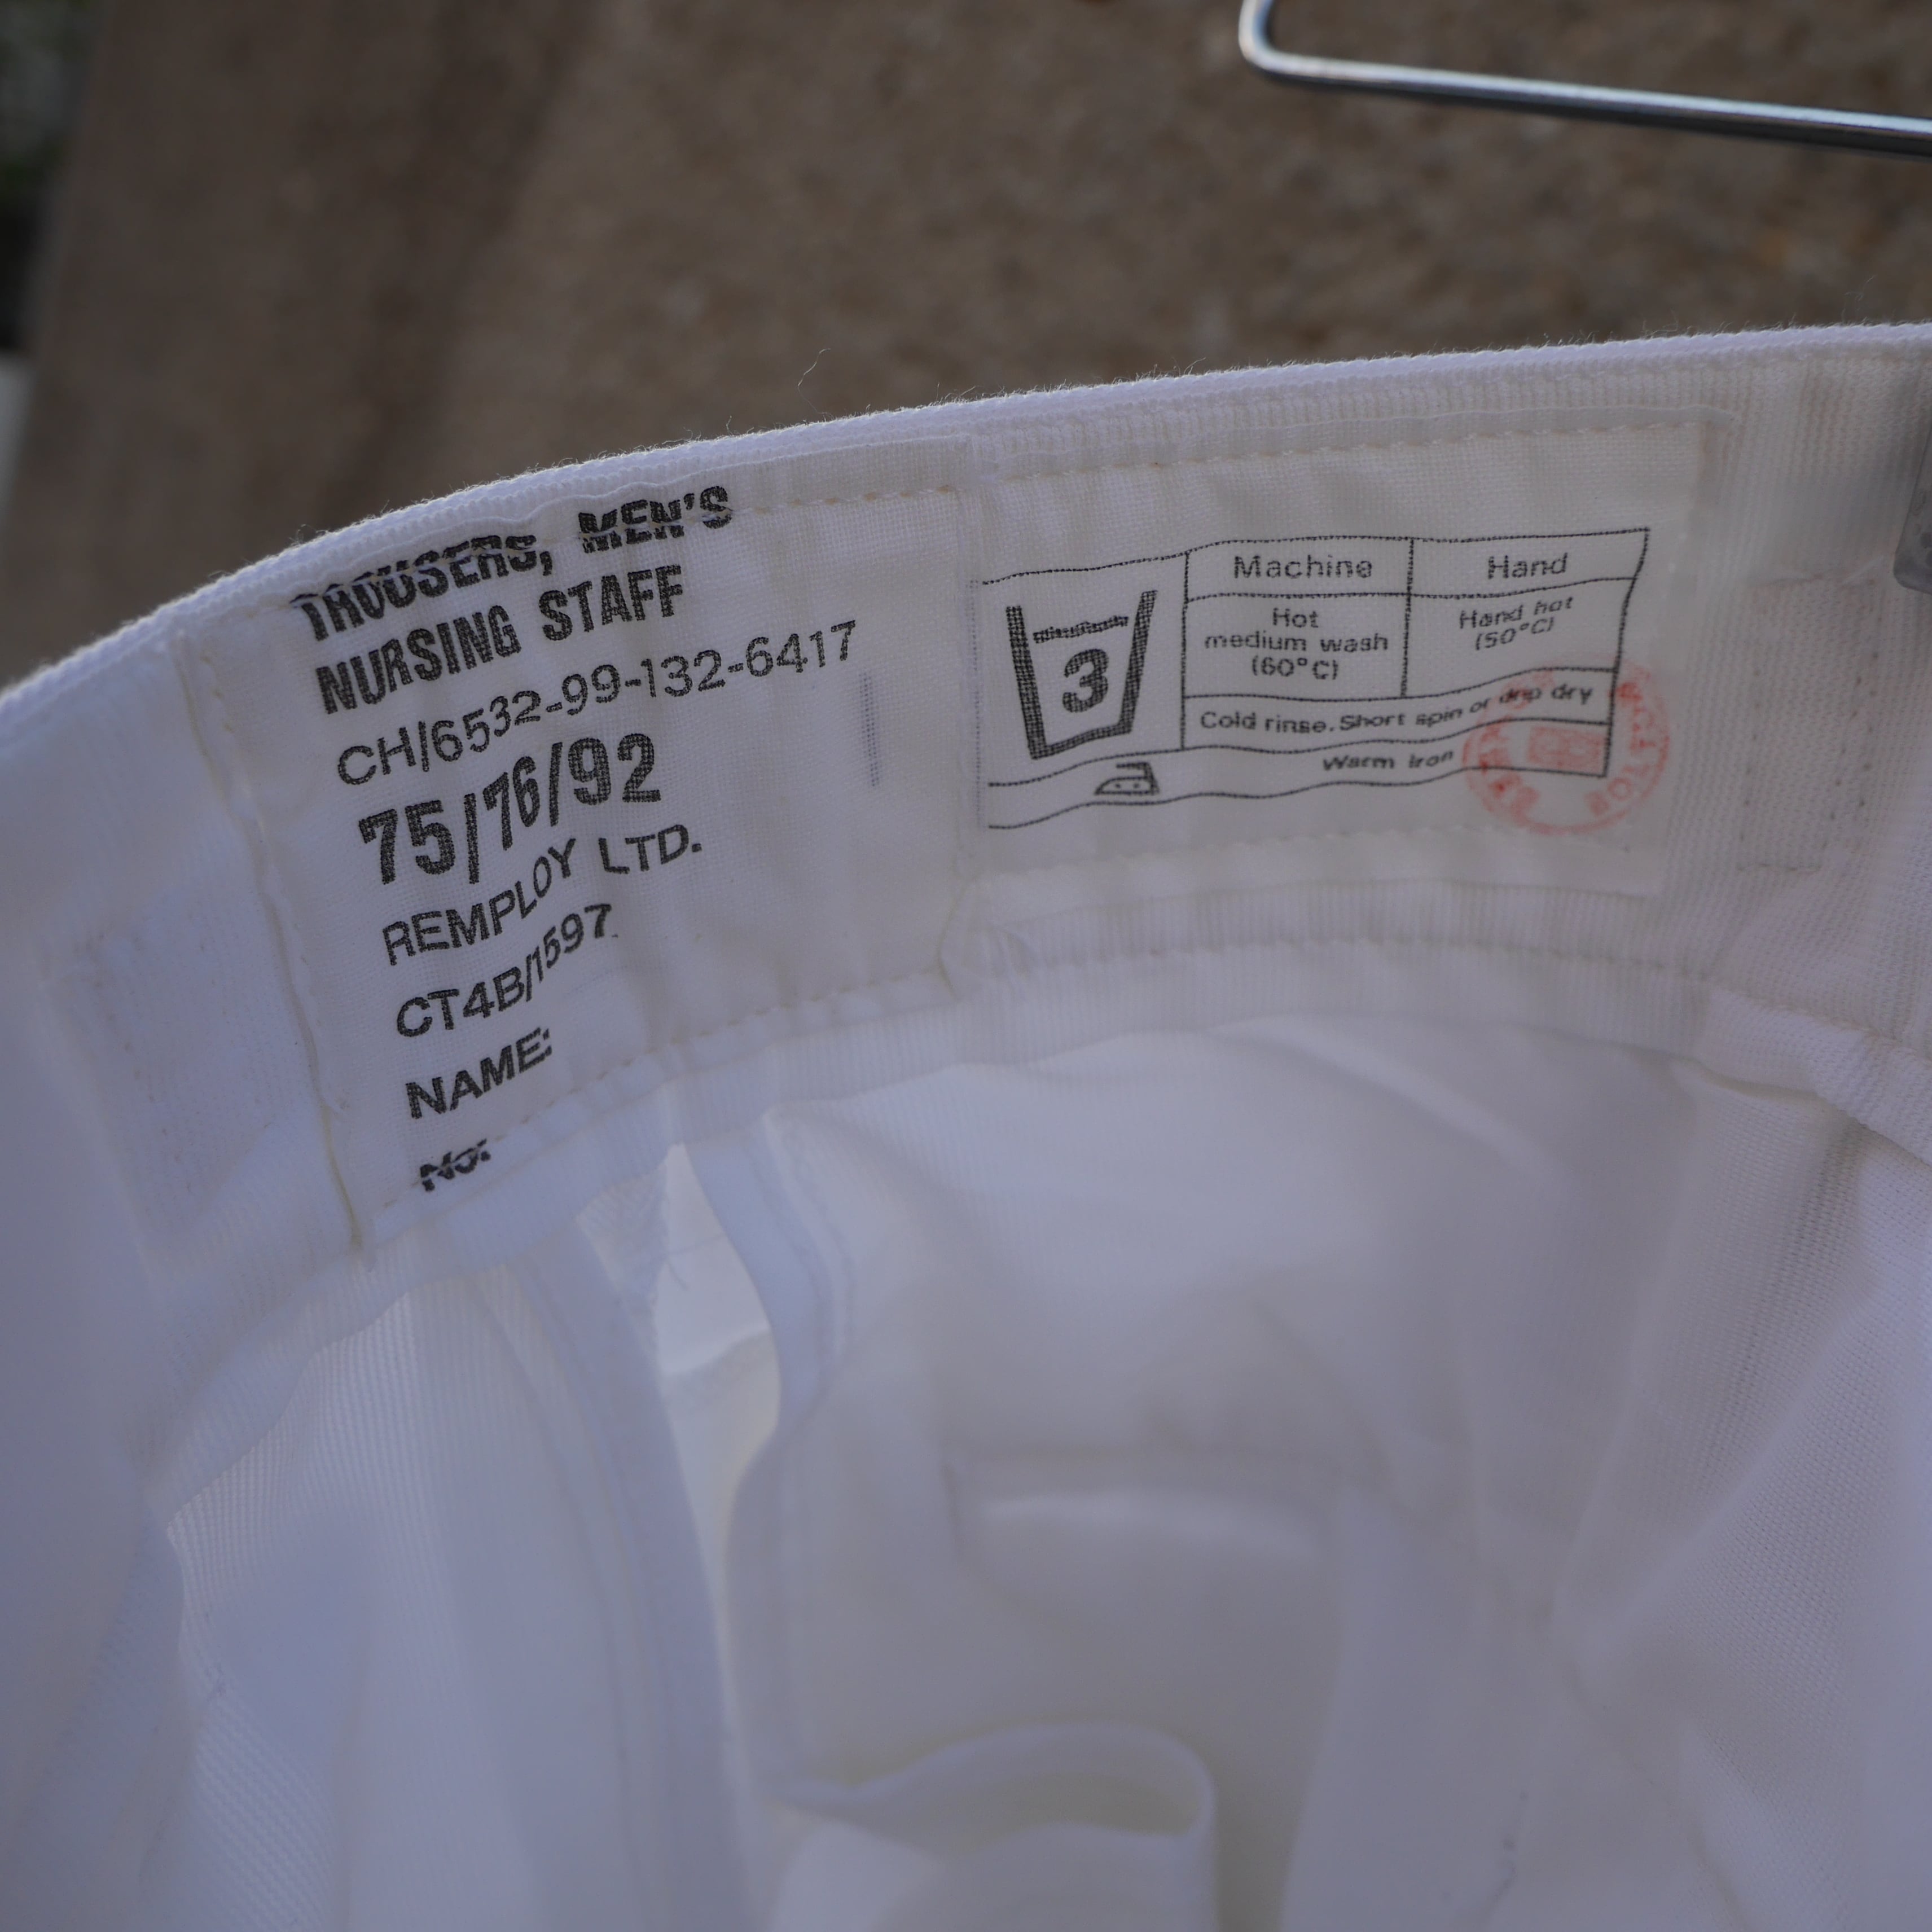 TROUSERS, MEN'S
NURSING STAFF
CH/6532-99-132-6417
75/76/92
REMPLOY LTD.
CT4B/1597
NAME:
No:
3
Machine
Hand
Hot
medium wash
(60°C)
Hand hot
(50°C)
Cold rinse. Short spin or drip dry
Warm iron